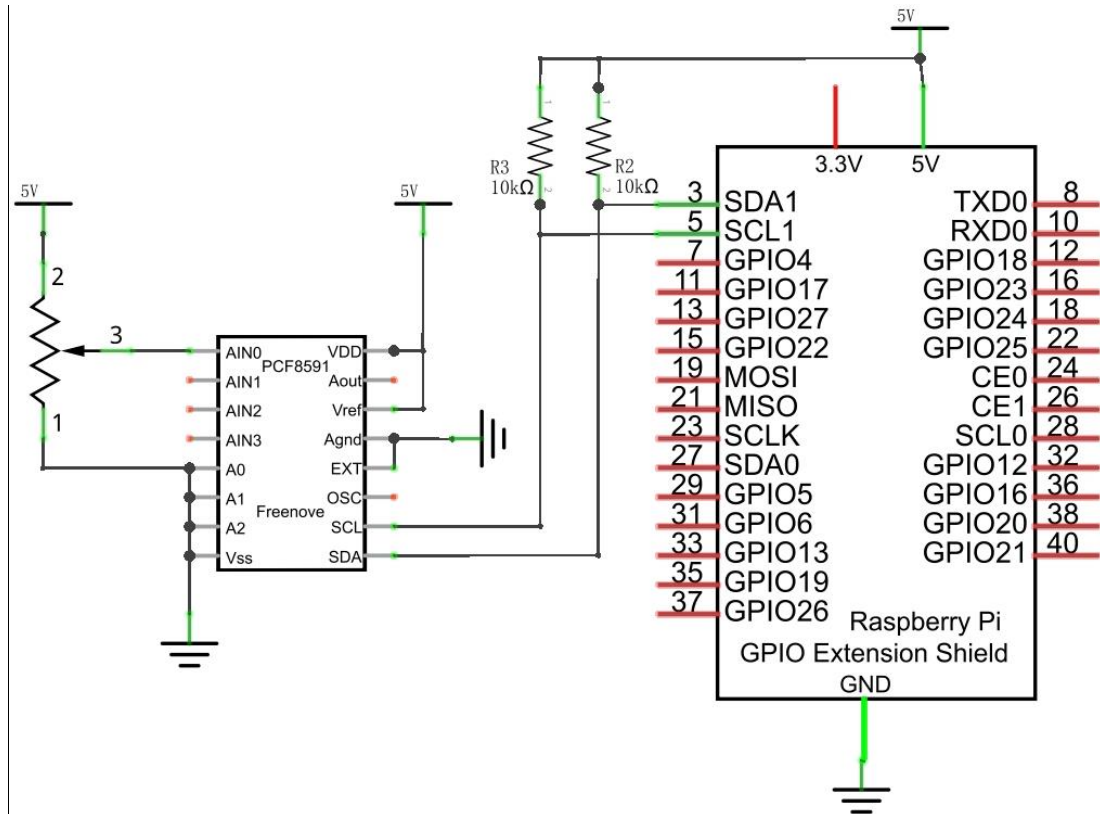 5V
3.3V
5V
R3
10kΩ
1
2
R2
10kΩ
1
2
5V
2
3
1
5V
PCF8591
Freenove
AIN0
AIN1
AIN2
AIN3
A0
A1
A2
Vss
VDD
Aout
Vref
Agnd
EXT
OSC
SCL
SDA
3 SDA1
5 SCL1
7 GPIO4
11 GPIO17
13 GPIO27
15 GPIO22
19 MOSI
21 MISO
23 SCLK
27 SDA0
29 GPIO5
31 GPIO6
33 GPIO13
35 GPIO19
37 GPIO26
TXD0 8
RXD0 10
GPIO18 12
GPIO23 16
GPIO24 18
GPIO25 22
CE0 24
CE1 26
SCL0 28
GPIO12 32
GPIO16 36
GPIO20 38
GPIO21 40
Raspberry Pi
GPIO Extension Shield
GND